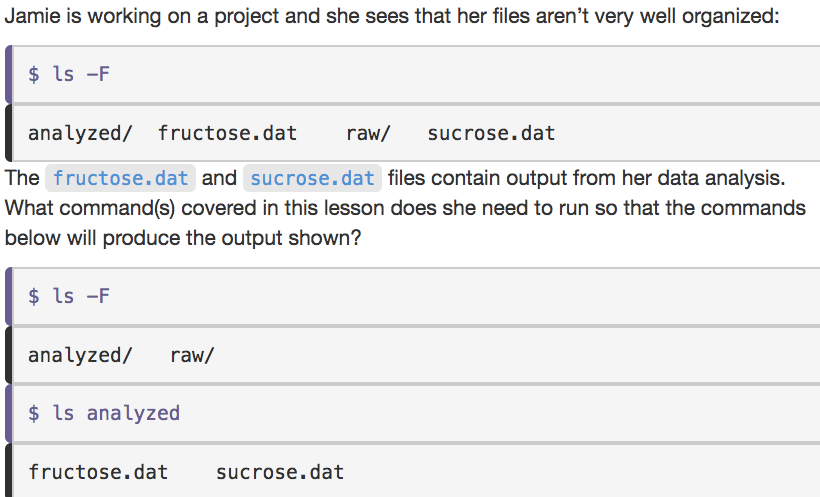 Jamie is working on a project and she sees that her files aren’t very well organized:
$ ls -F
analyzed/  fructose.dat    raw/   sucrose.dat
The fructose.dat and sucrose.dat files contain output from her data analysis.
What command(s) covered in this lesson does she need to run so that the commands
below will produce the output shown?
$ ls -F
analyzed/   raw/
$ ls analyzed
fructose.dat    sucrose.dat